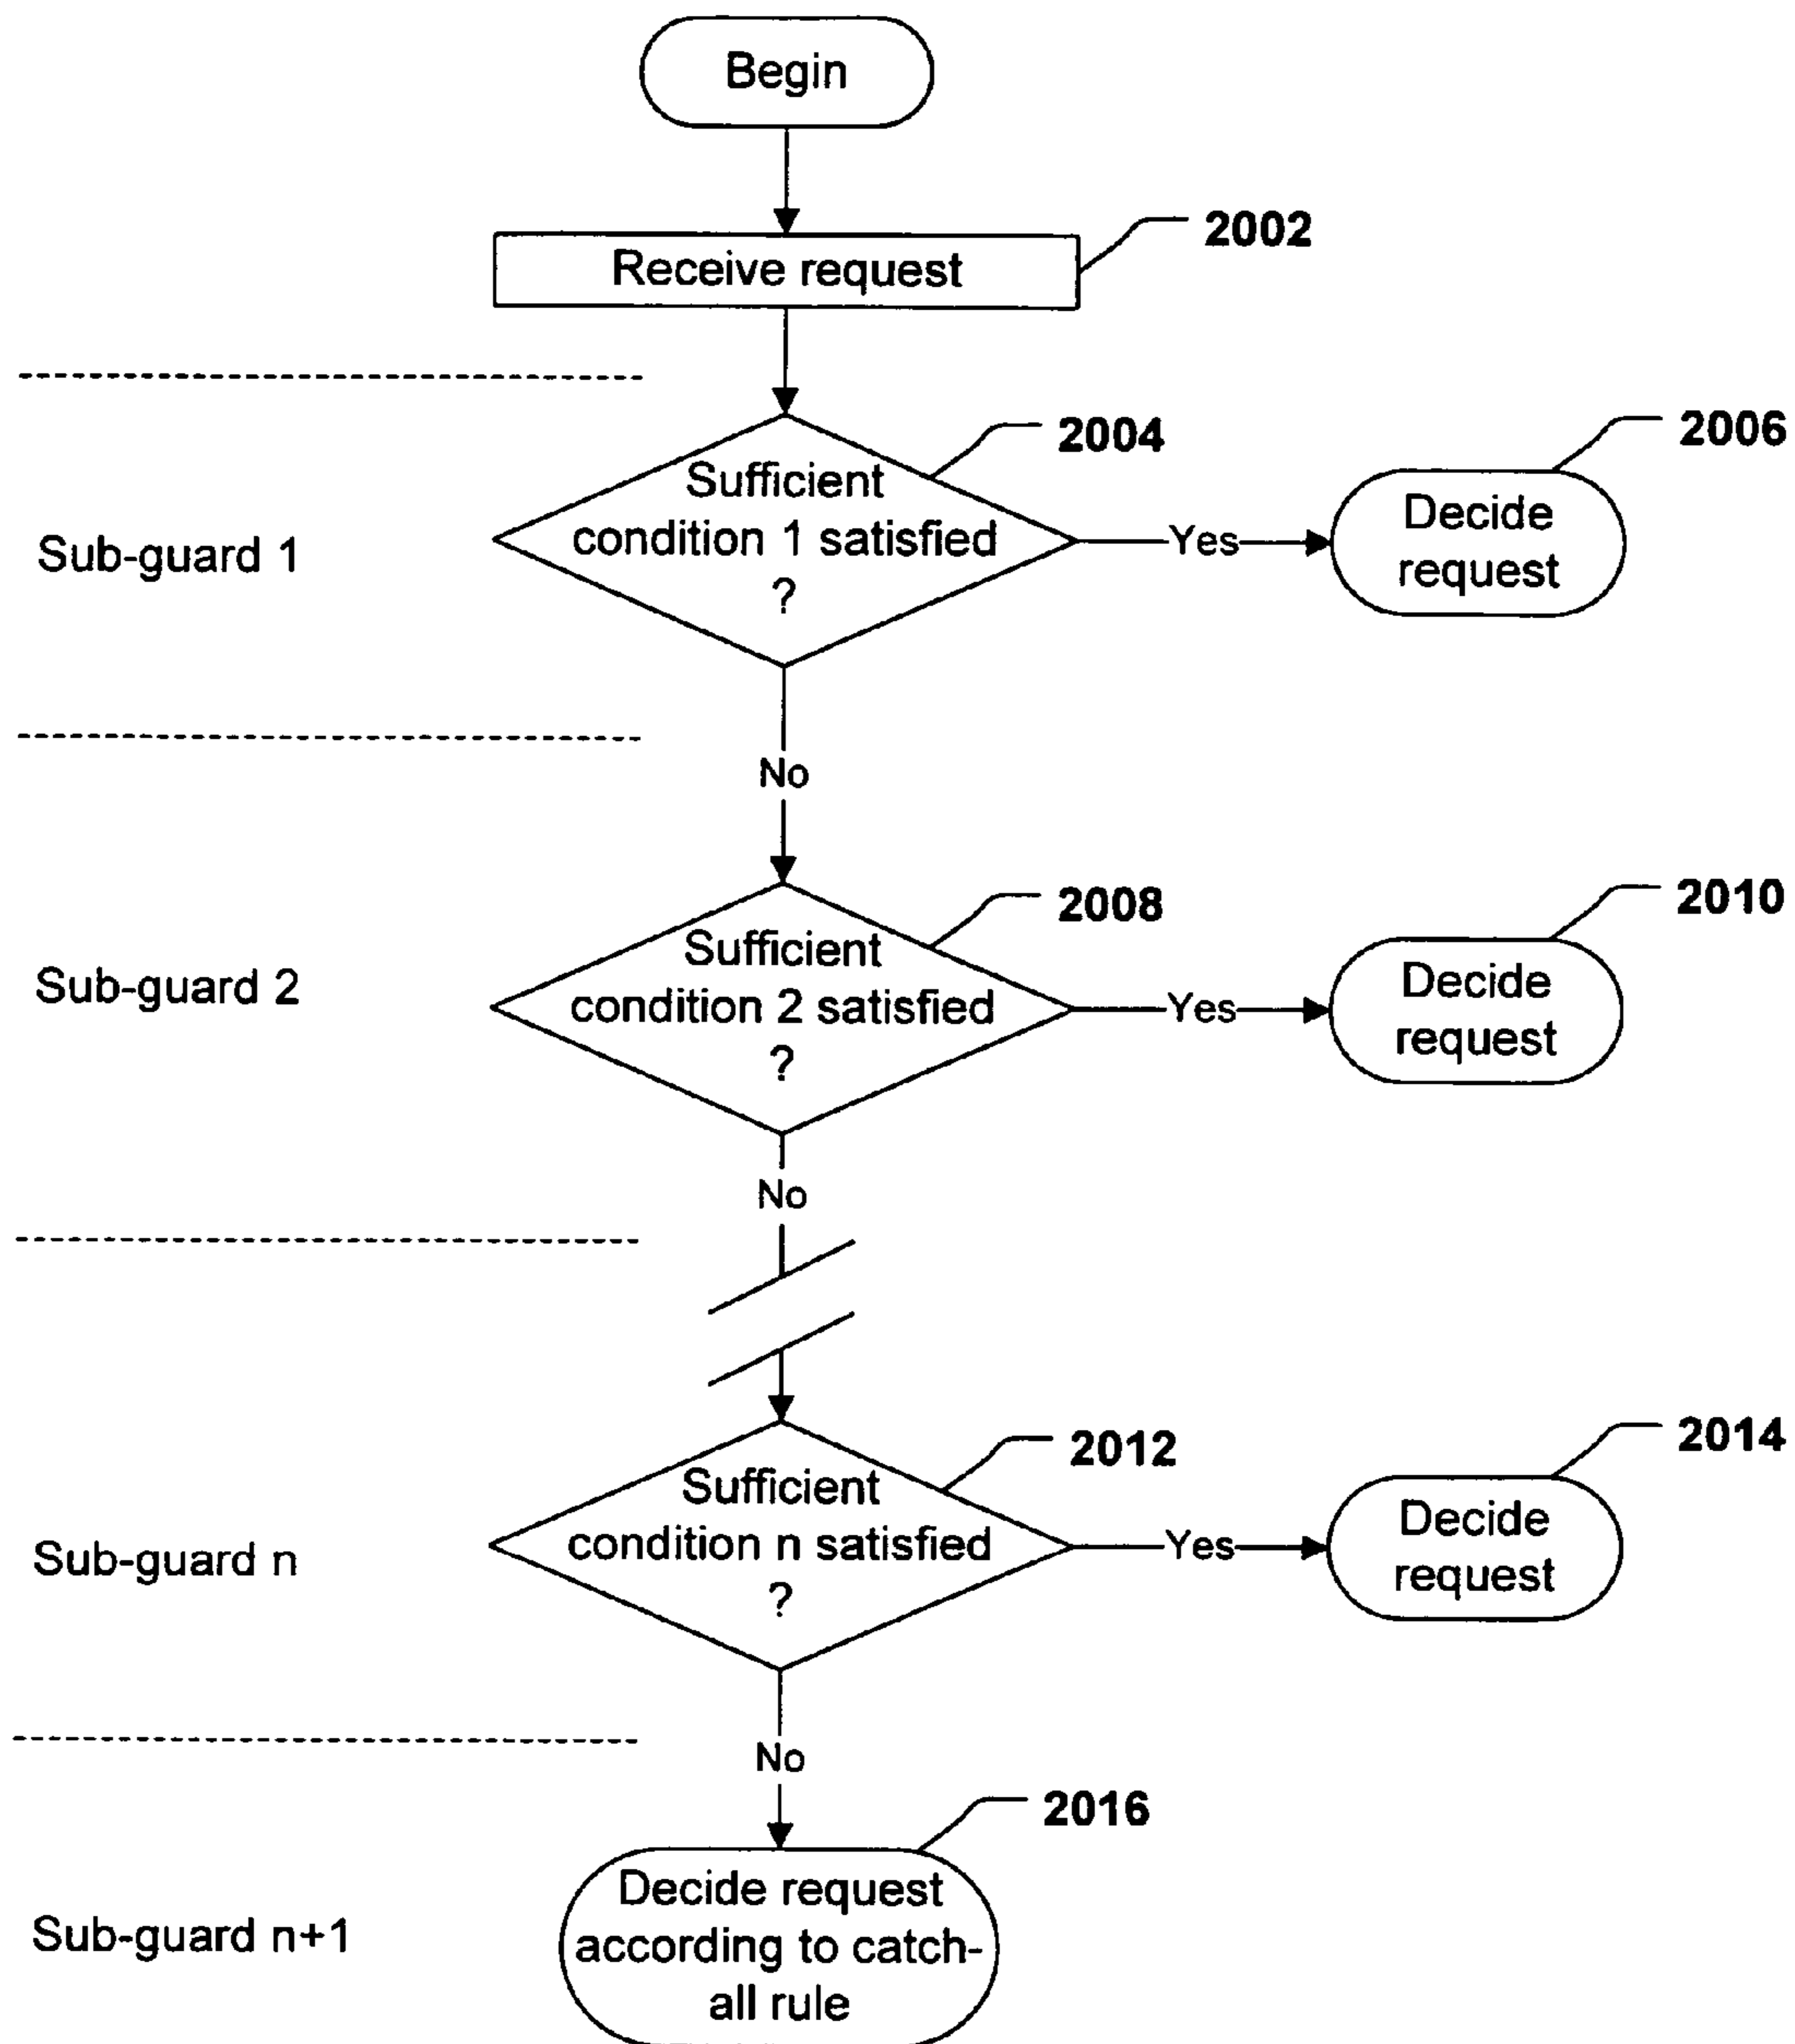 Begin
2002
Receive request
2004
2006
Sub-guard 1
Sufficient
condition 1 satisfied
?
Yes
Decide
request
No
2008
2010
Sub-guard 2
Sufficient
condition 2 satisfied
?
Yes
Decide
request
No
2012
2014
Sub-guard n
Sufficient
condition n satisfied
?
Yes
Decide
request
No
2016
Sub-guard n+1
Decide request
according to catch-
all rule